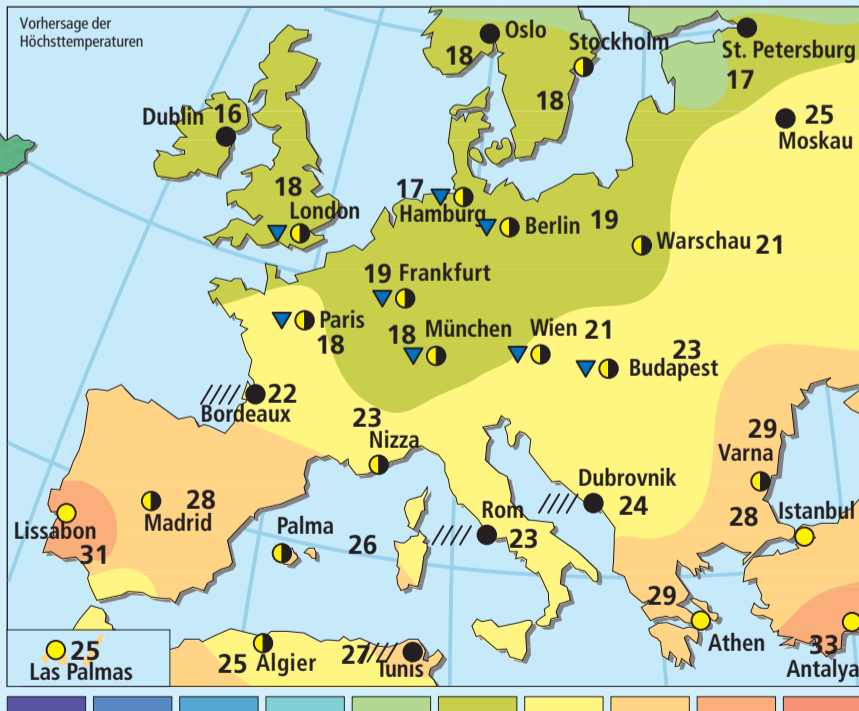 Vorhersage der
Höchsttemperaturen
Oslo
18
Stockholm
18
St. Petersburg
17
25
Moskau
Dublin 16
18
London
17
Hamburg
Berlin 19
Warschau 21
19 Frankfurt
Paris
18
18 München
Wien 21
23
Budapest
22
Bordeaux
23
Nizza
29
Varna
28
Istanbul
Dubrovnik
24
Rom
23
28
Madrid
Lissabon
31
Palma
26
29
Athen
33
Antalya
25
Las Palmas
25 Algier
27
Tunis